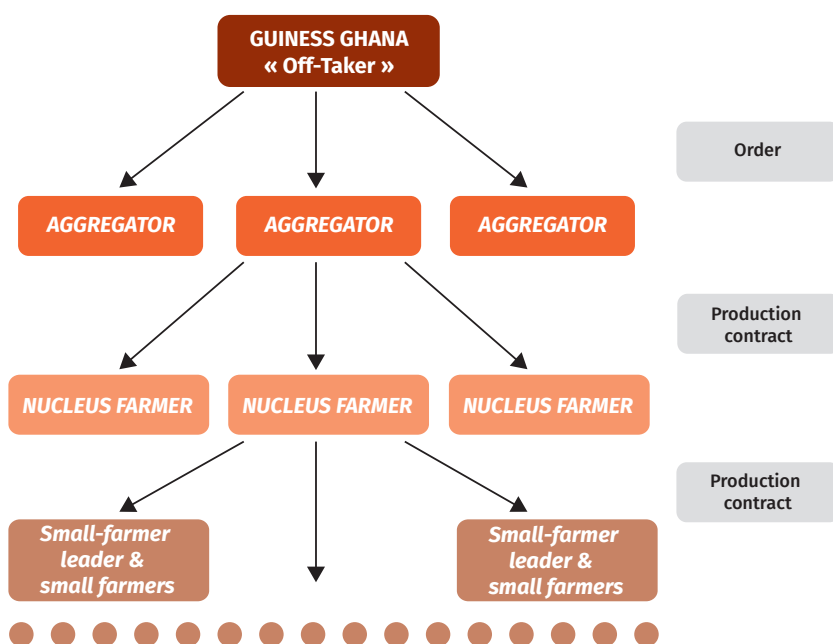 GUINESS GHANA
« Off-Taker »
Order
AGGREGATOR
AGGREGATOR
AGGREGATOR
Production
contract
NUCLEUS FARMER
NUCLEUS FARMER
NUCLEUS FARMER
Production
contract
Small-farmer
leader &
small farmers
Small-farmer
leader &
small farmers